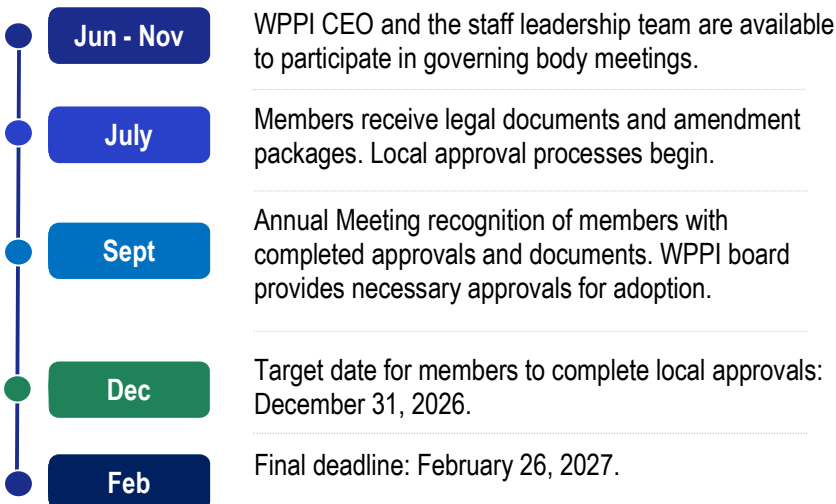 Jun - Nov
WPPI CEO and the staff leadership team are available
to participate in governing body meetings.
July
Members receive legal documents and amendment
packages. Local approval processes begin.
Sept
Annual Meeting recognition of members with
completed approvals and documents. WPPI board
provides necessary approvals for adoption.
Dec
Target date for members to complete local approvals:
December 31, 2026.
Feb
Final deadline: February 26, 2027.